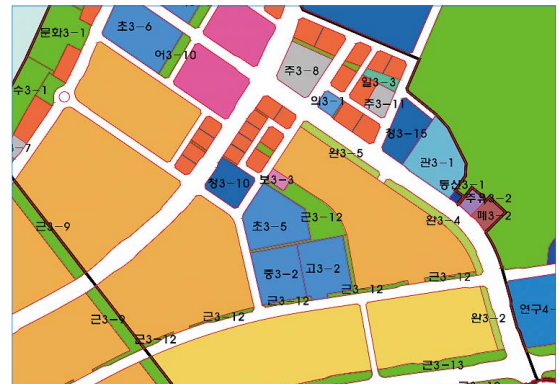 초3-6
문화3-1
어3-10
주3-8
일3-3
수3-1
의3-1
주3-11
청3-15
3-7
완3-5
관3-1
청3-10
보3-3
통신3-1
주유3-2
근3-12
완3-4
폐3-2
초3-5
근3-9
중3-2
고3-2
근3-12
근3-12
근3-12
연구4-
근3-9
근3-12
근3-12
완3-2
근3-13